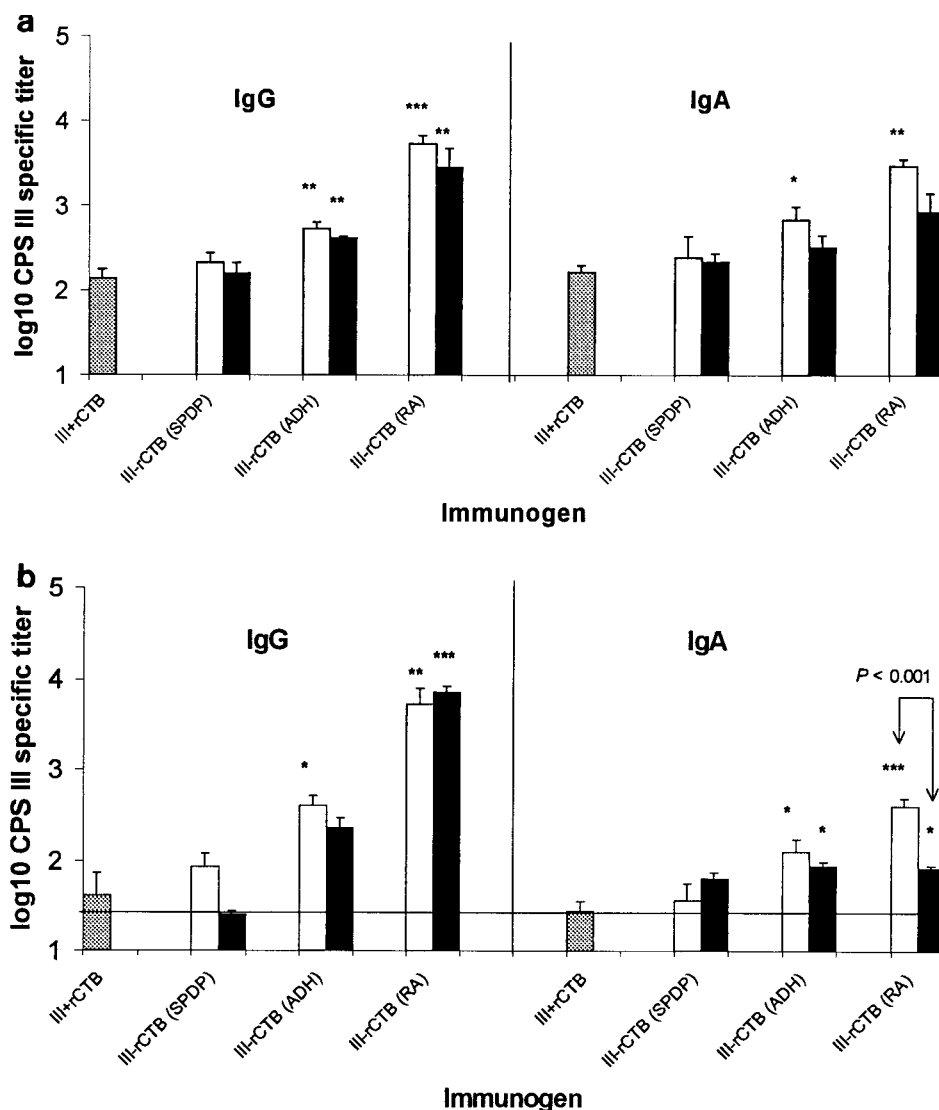 a
log10 CPS III specific titer
5
4
3
2
1
IgG
IgA
**
**
***
**
*
**
III+rCTB
III-rCTB (SPDP)
III-rCTB (ADH)
III-rCTB (RA)
III+rCTB
III-rCTB (SPDP)
III-rCTB (ADH)
III-rCTB (RA)
Immunogen
b
log10 CPS III specific titer
5
4
3
2
1
IgG
IgA
*
**
***
P < 0.001
*
*
***
*
III+rCTB
III-rCTB (SPDP)
III-rCTB (ADH)
III-rCTB (RA)
III+rCTB
III-rCTB (SPDP)
III-rCTB (ADH)
III-rCTB (RA)
Immunogen